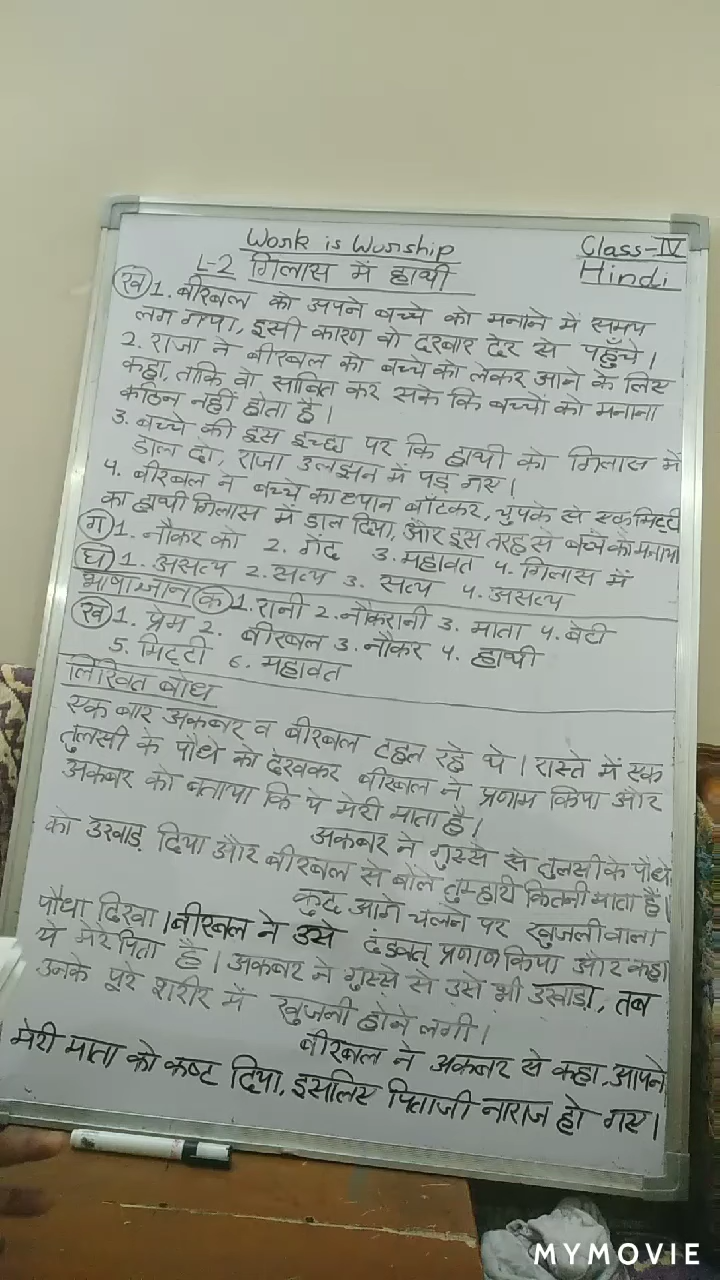 Work is Worship
Class-IV
L-2 गिलास में हाथी
Hindi
(ख) 1. बीरबल को अपने बच्चे को मनाने में समय
लग गया, इसी कारण वो दरबार देर से पहुँचे।
2. राजा ने बीरबल को बच्चे को लेकर आने के लिए
कहा, ताकि वो साबित कर सके कि बच्चों को मनाना
कठिन नहीं होता है।
3. बच्चे की इस इच्छा पर कि हाथी को गिलास में
डाल दो, राजा उलझन में पड़ गए।
4. बीरबल ने बच्चे का ध्यान बाँटकर, चुपके से एक मिट्टी
का हाथी गिलास में डाल दिया, और इस तरह से बच्चे को मनाया
(ग) 1. नौकर को 2. गेंद 3. महावत 4. गिलास में
(घ) 1. असत्य 2. सत्य 3. सत्य 4. असत्य
भाषाज्ञान (क) 1. रानी 2. नौकरानी 3. माता 4. बेटी
(ख) 1. प्रेम 2. बीरबल 3. नौकर 4. हाथी
5. मिट्टी 6. महावत
लिखित बोध
एक बार अकबर व बीरबल टहल रहे थे। रास्ते में एक
तुलसी के पौधे को देखकर बीरबल ने प्रणाम किया और
अकबर को बताया कि ये मेरी माता है।
अकबर ने गुस्से से तुलसी के पौधे
को उखाड़ दिया और बीरबल से बोले तुम्हारी कितनी माता हैं।
कुछ आगे चलने पर खुजली वाला
पौधा दिखा। बीरबल ने उसे दंडवत् प्रणाण किया और कहा
ये मेरे पिता है। अकबर ने गुस्से से उसे भी उखाड़ा, तब
उनके पूरे शरीर में खुजली होने लगी।
बीरबल ने अकबर से कहा, आपने
मेरी माता को कष्ट दिया, इसलिए पिताजी नाराज हो गए।
MYMOVIE